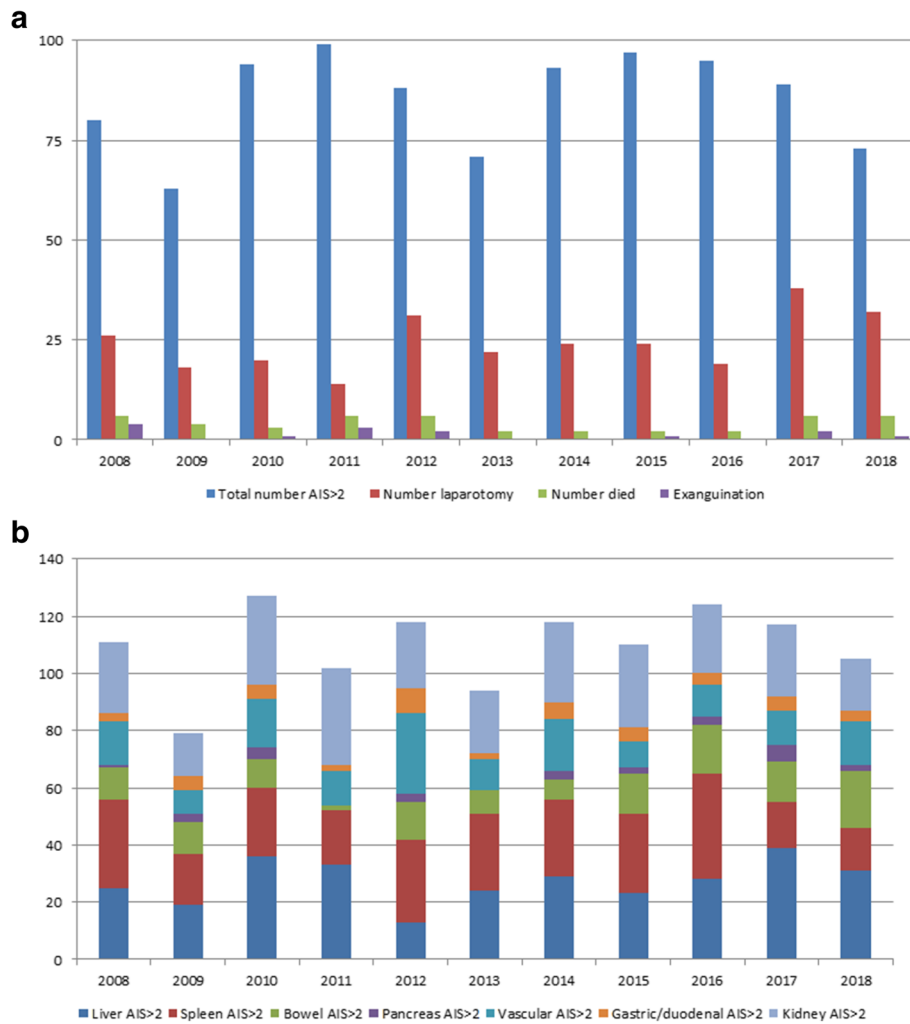 a
100
75
50
25
0
2008 2009 2010 2011 2012 2013 2014 2015 2016 2017 2018
Total number AIS>2 Number laparotomy Number died Exanguination
b
140
120
100
80
60
40
20
0
2008 2009 2010 2011 2012 2013 2014 2015 2016 2017 2018
Liver AIS>2 Spleen AIS>2 Bowel AIS>2 Pancreas AIS>2 Vascular AIS>2 Gastric/duodenal AIS>2 Kidney AIS>2